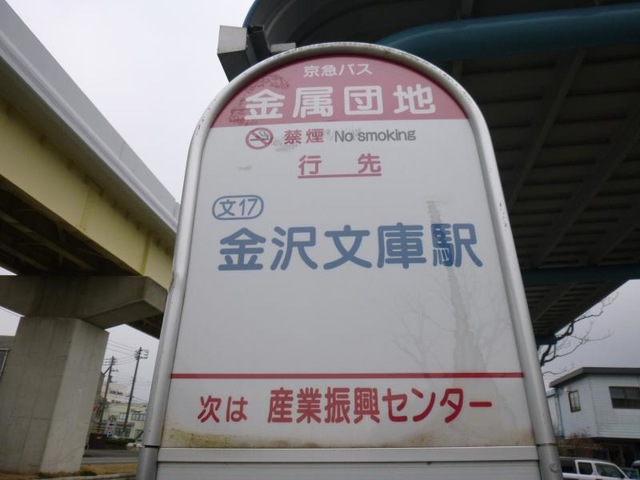 京急バス
金属団地
禁煙 No smoking
行先
文17
金沢文庫駅
次は 産業振興センター